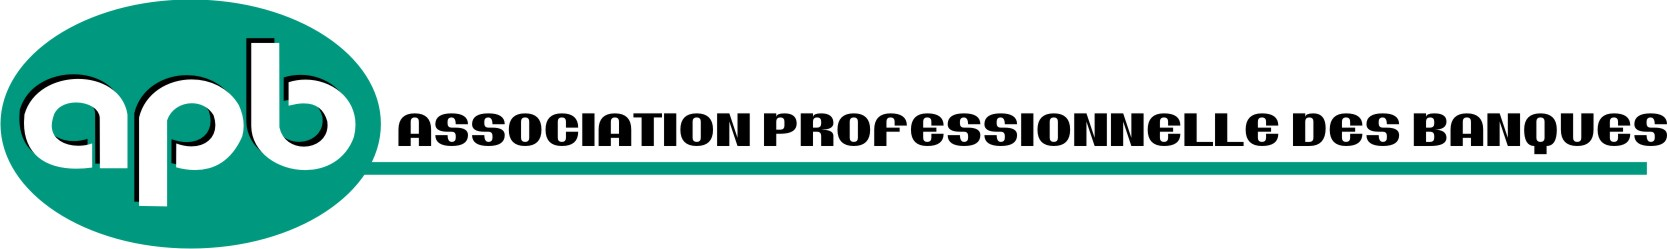 apb
ASSOCIATION PROFESSIONNELLE DES BANQUES